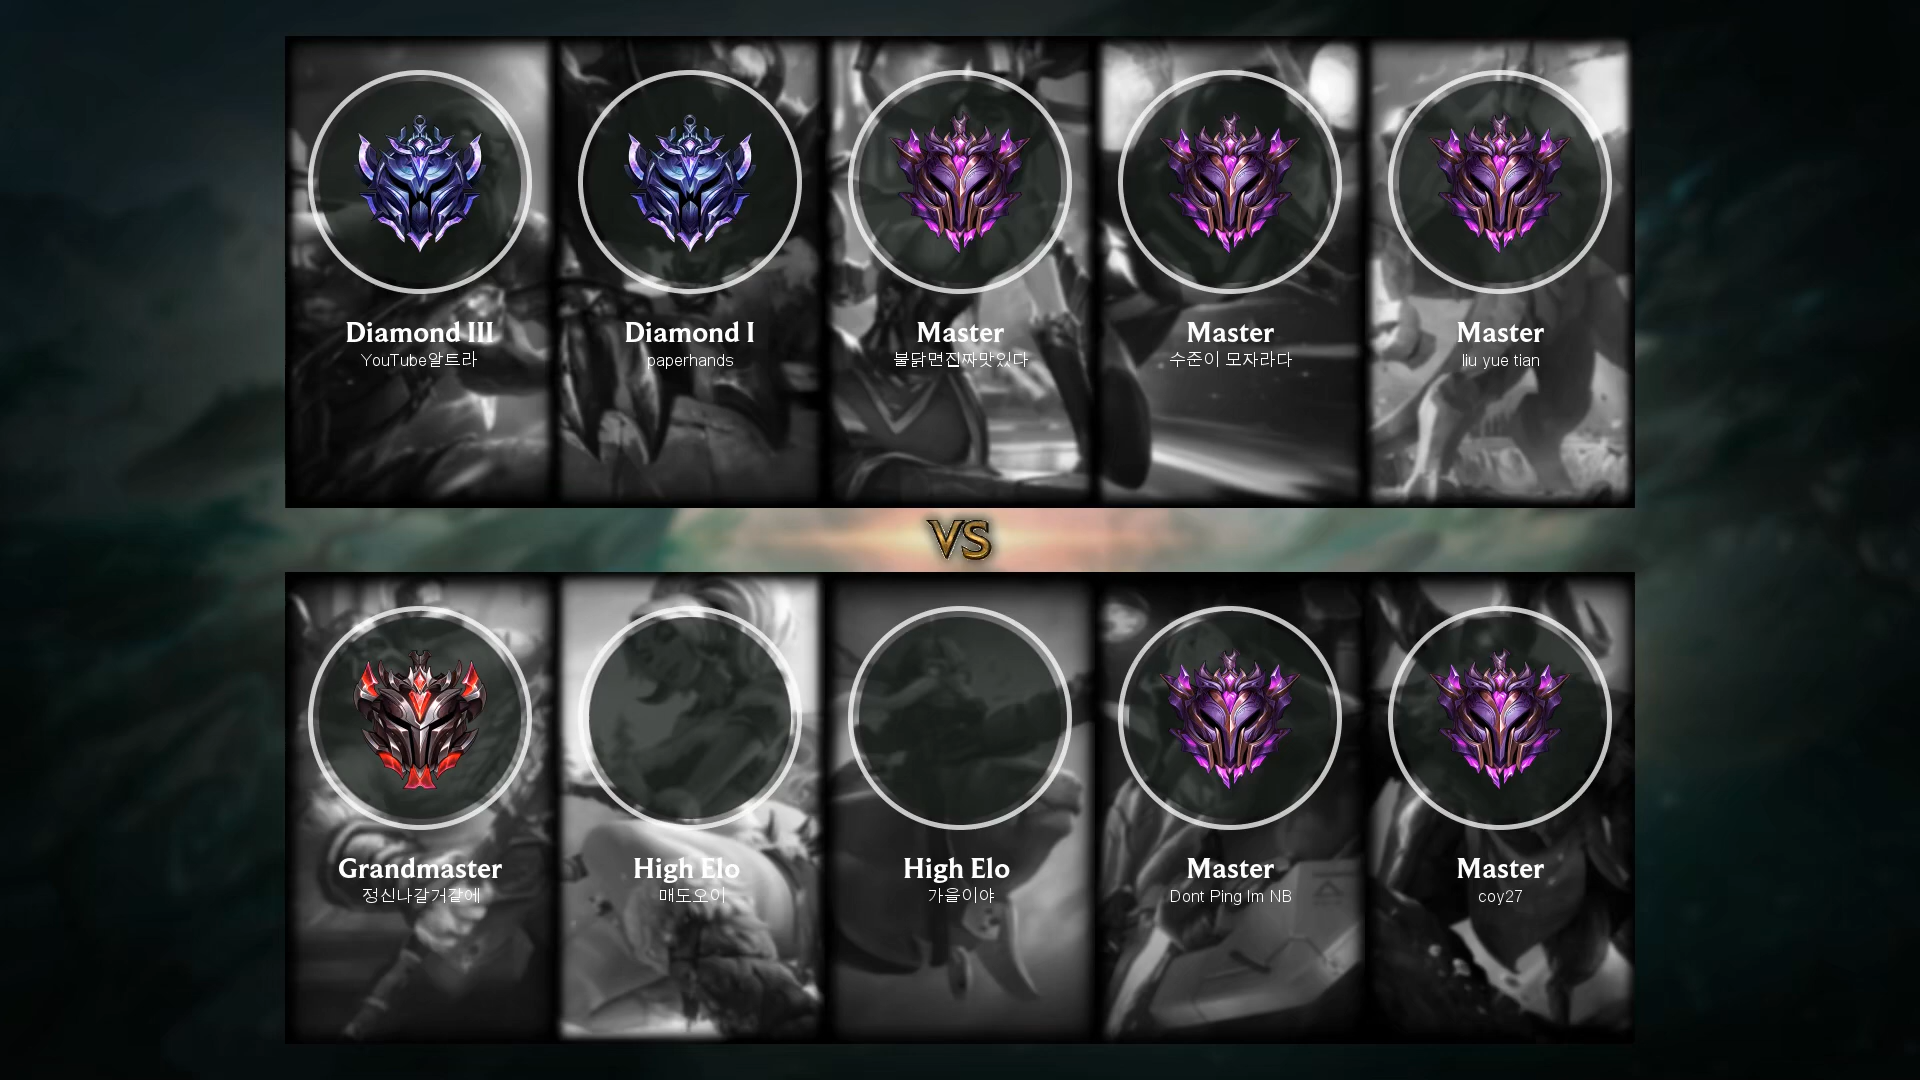 Diamond III
YouTube알트라
Diamond I
paperhands
Master
불닭면진짜맛있다
Master
수준이 모자라다
Master
liu yue tian
VS
Grandmaster
정신나갈거같에
High Elo
매도오이
High Elo
가을이야
Master
Dont Ping Im NB
Master
coy27